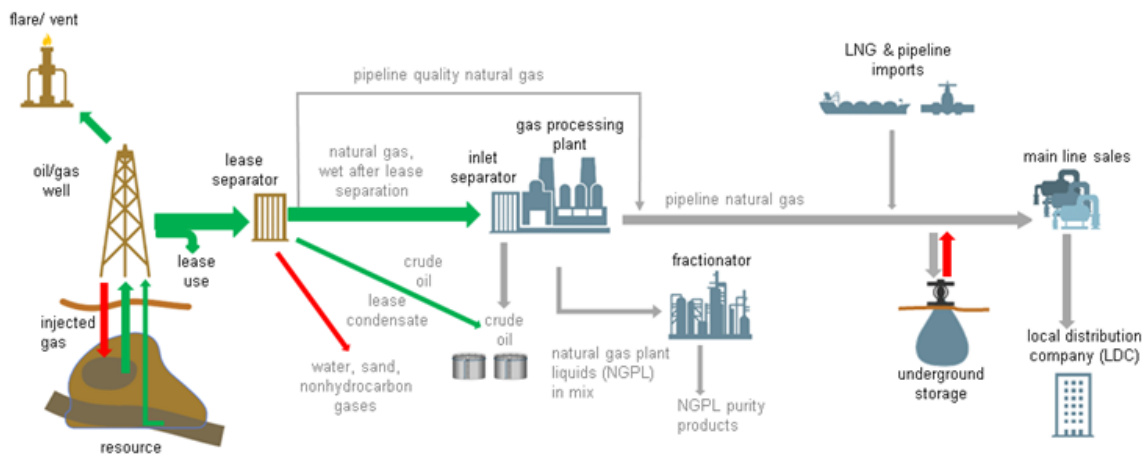 flare/ vent
oil/gas
well
lease
use
injected
gas
resource
lease
separator
pipeline quality natural gas
natural gas,
wet after lease
separation
crude
oil
lease
condensate
water, sand,
nonhydrocarbon
gases
inlet
separator
gas processing
plant
crude
oil
natural gas plant
liquids (NGPL)
in mix
fractionator
NGPL purity
products
pipeline natural gas
LNG & pipeline
imports
underground
storage
main line sales
local distribution
company (LDC)